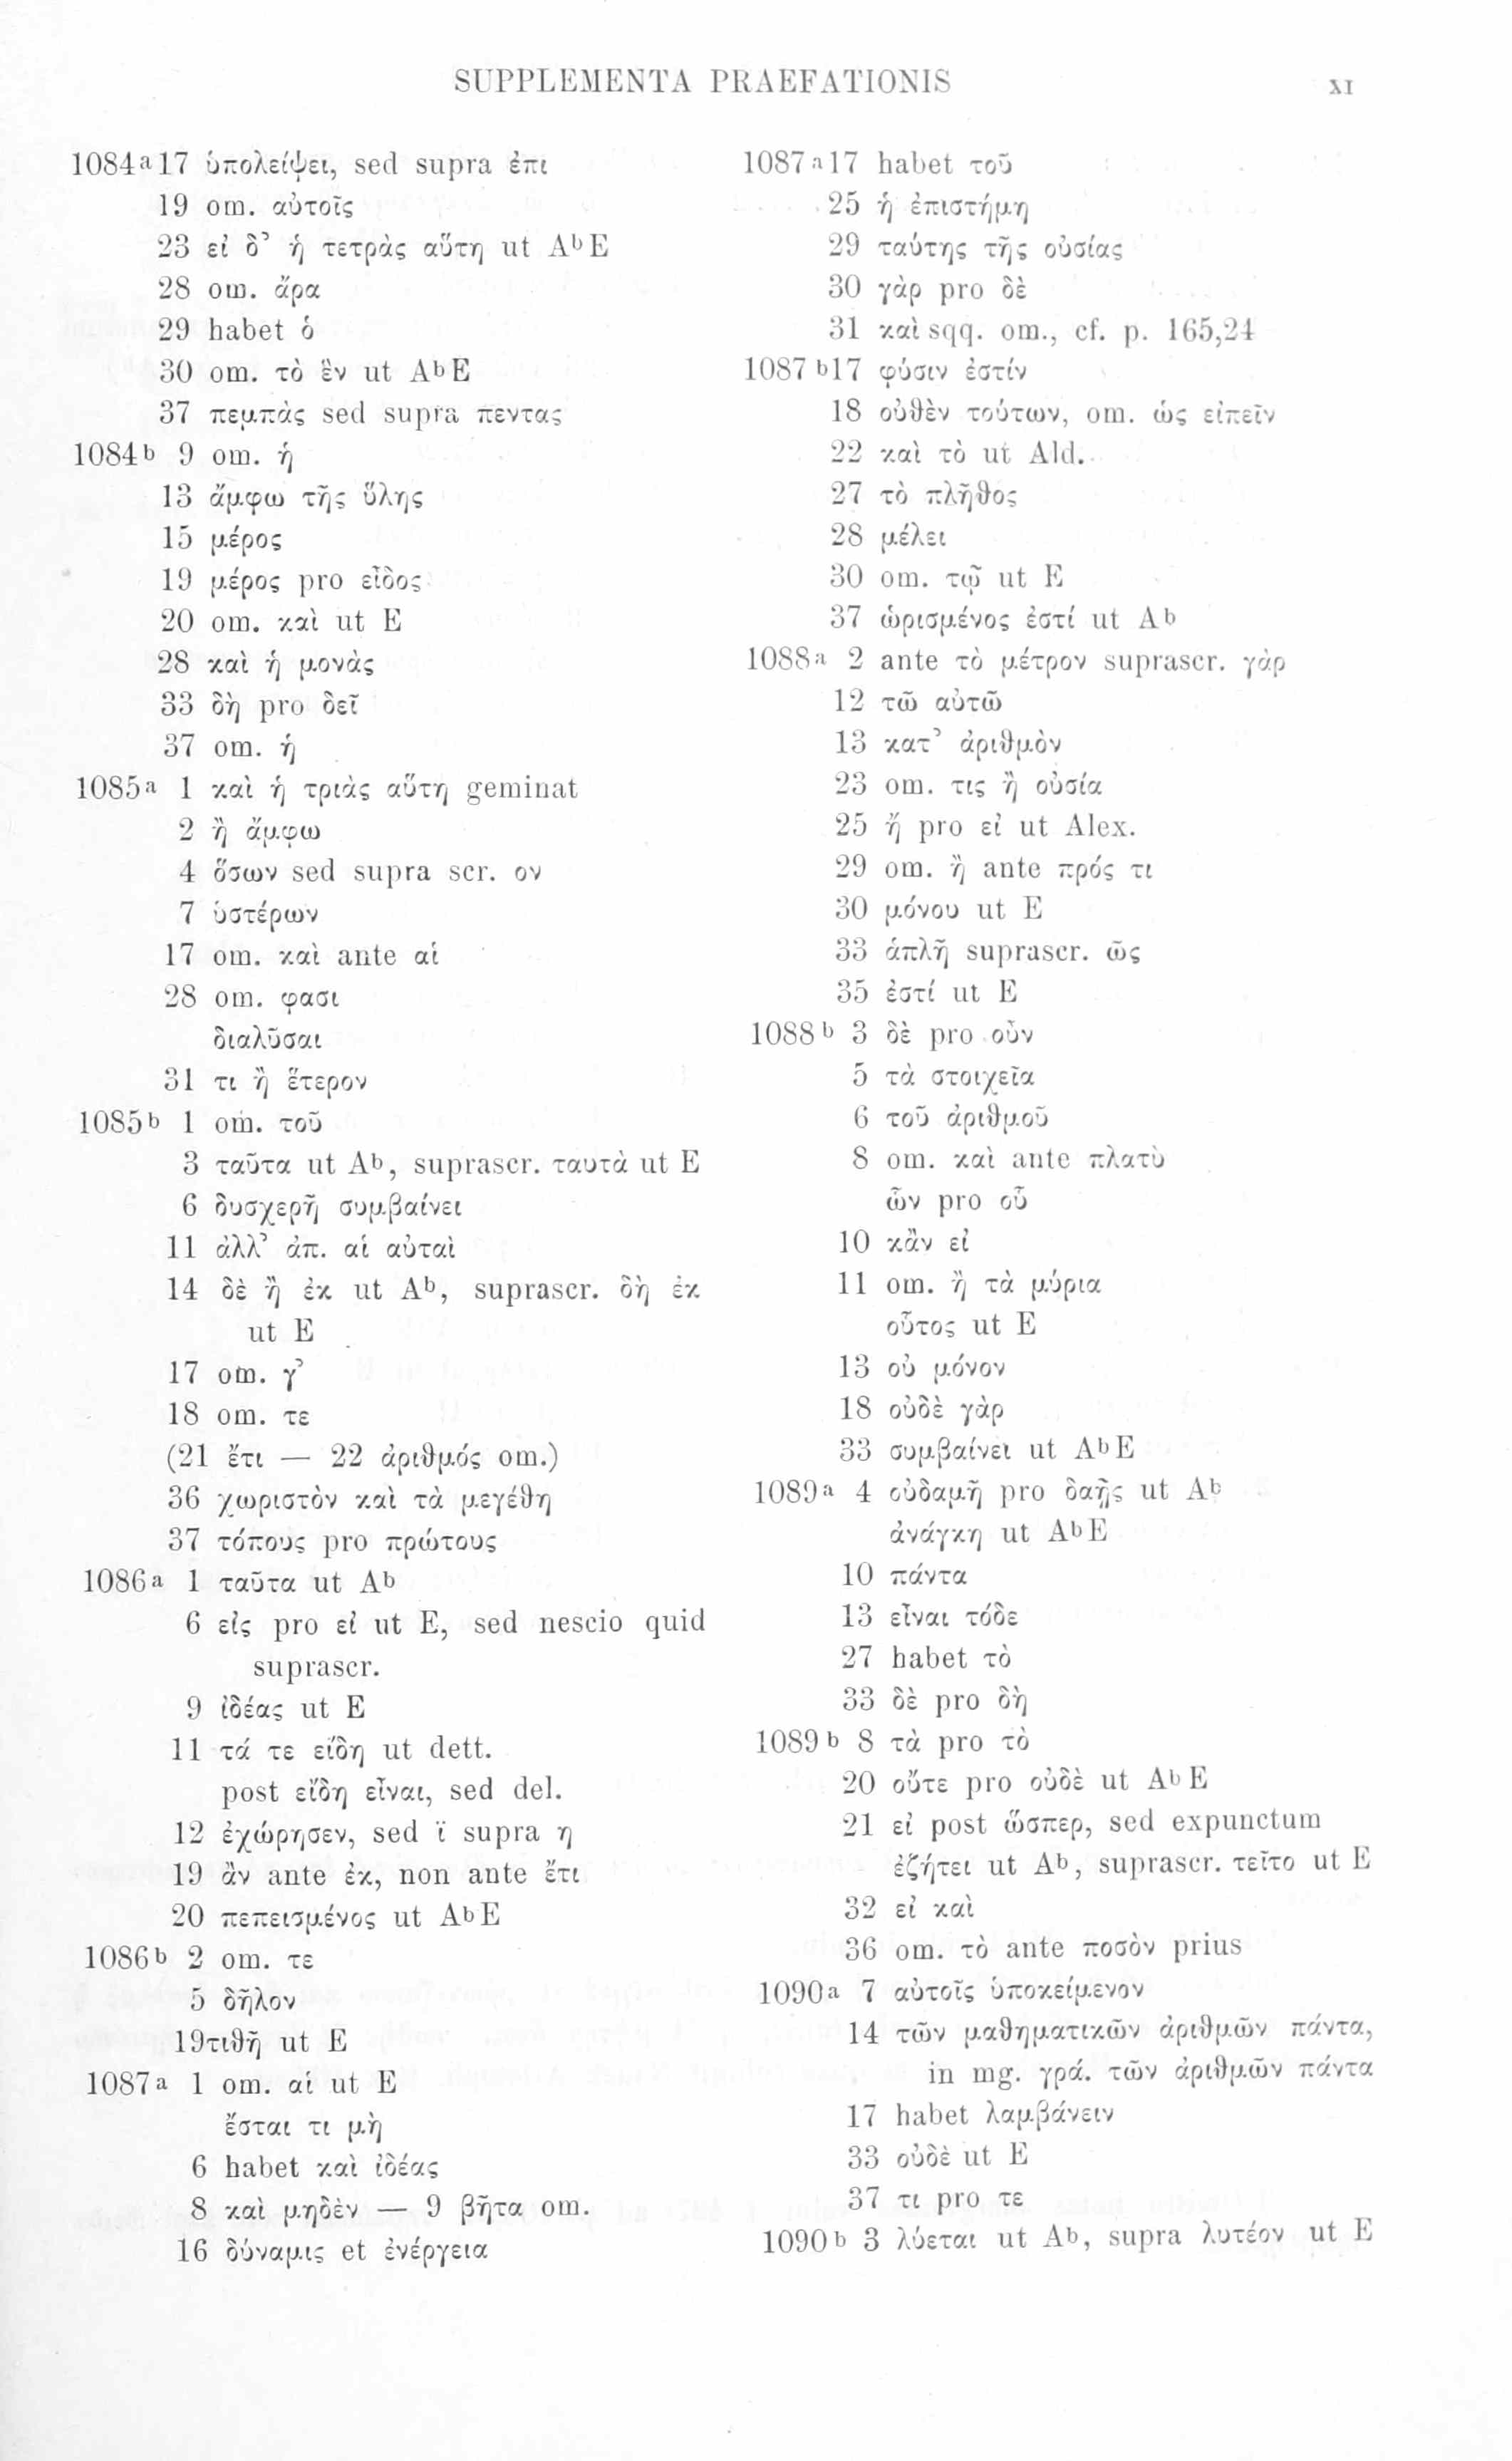 SUPPLEMENTA PRAEFATIONIS XI
1084a17 ὑπολείψει, sed supra ἐπι
19 om. αὐτοῖς
23 εἰ δ’ ἡ τετρὰς αὕτη ut AbE
28 om. ἄρα
29 habet ὁ
30 om. τὸ ἓν ut AbE
37 πεμπὰς sed supra πεντας
1084b 9 om. ἡ
13 ἄμφω τῆς ὕλης
15 μέρος
19 μέρος pro εἶδος
20 om. καὶ ut E
28 καὶ ἡ μονὰς
33 δὴ pro δεῖ
37 om. ἡ
1085a 1 καὶ ἡ τριὰς αὕτη geminat
2 ἢ ἄμφω
4 ὅσων sed supra scr. ον
7 ὑστέρων
17 om. καὶ ante αἱ
28 om. φασι
διαλῦσαι
31 τι ἢ ἕτερον
1085b 1 om. τοῦ
3 ταῦτα ut Ab, suprascr. ταυτὰ ut E
6 δυσχερῆ συμβαίνει
11 ἀλλ’ ἁπ. αἱ αὐταὶ
14 δὲ ἢ ἐκ ut Ab, suprascr. δὴ ἐκ
ut E
17 om. γ’
18 om. τε
(21 ἔτι — 22 ἀριθμός om.)
36 χωριστὸν καὶ τὰ μεγέθη
37 τόπους pro πρώτους
1086a 1 ταῦτα ut Ab
6 εἰς pro εἰ ut E, sed nescio quid
suprascr.
9 ἰδέας ut E
11 τά τε εἴδη ut dett.
post εἴδη εἶναι, sed del.
12 ἐχώρησεν, sed ϊ supra η
19 ἂν ante ἐκ, non ante ἔτι
20 πεπεισμένος ut AbE
1086b 2 om. τε
5 δῆλον
19τιθῆ ut E
1087a 1 om. αἱ ut E
ἔσται τι μὴ
6 habet καὶ ἰδέας
8 καὶ μηδὲν — 9 βῆτα om.
16 δύναμις et ἐνέργεια
1087a17 habet τοῦ
25 ἡ ἐπιστήμη
29 ταύτης τῆς οὐσίας
30 γὰρ pro δὲ
31 καὶ sqq. om., cf. p. 165,24
1087b17 φύσιν ἐστίν
18 οὐθὲν τούτων, om. ὡς εἰπεῖν
22 καὶ τὸ ut Ald.
27 τὸ πλῆθος
28 μέλει
30 om. τῷ ut E
37 ὡρισμένος ἐστί ut Ab
1088a 2 ante τὸ μέτρον suprascr. γὰρ
12 τῶ αὐτῶ
13 κατ’ ἀριθμὸν
23 om. τις ἢ οὐσία
25 ἤ pro εἰ ut Alex.
29 om. ἢ ante πρός τι
30 μόνου ut E
33 ἁπλῆ suprascr. ῶς
35 ἐστί ut E
1088b 3 δὲ pro οὖν
5 τὰ στοιχεῖα
6 τοῦ ἀριθμοῦ
8 om. καὶ ante πλατὺ
ὧν pro οὗ
10 κἂν εἰ
11 om. ἢ τὰ μύρια
οὗτος ut E
13 οὐ μόνον
18 οὐδὲ γὰρ
33 συμβαίνει ut AbE
1089a 4 οὐδαμῆ pro δαῇς ut Ab
ἀνάγκη ut AbE
10 πάντα
13 εἶναι τόδε
27 habet τὸ
33 δὲ pro δὴ
1089b 8 τὰ pro τὸ
20 οὔτε pro οὐδὲ ut AbE
21 εἰ post ὥσπερ, sed expunctum
ἐζήτει ut Ab, suprascr. τεῖτο ut E
32 εἰ καὶ
36 om. τὸ ante ποσὸν prius
1090a 7 αὐτοῖς ὑποκείμενον
14 τῶν μαθηματικῶν ἀριθμῶν πάντα,
in mg. γρά. τῶν ἀριθμῶν πάντα
17 habet λαμβάνειν
33 οὐδὲ ut E
37 τι pro τε
1090b 3 λύεται ut Ab, supra λυτέον ut E